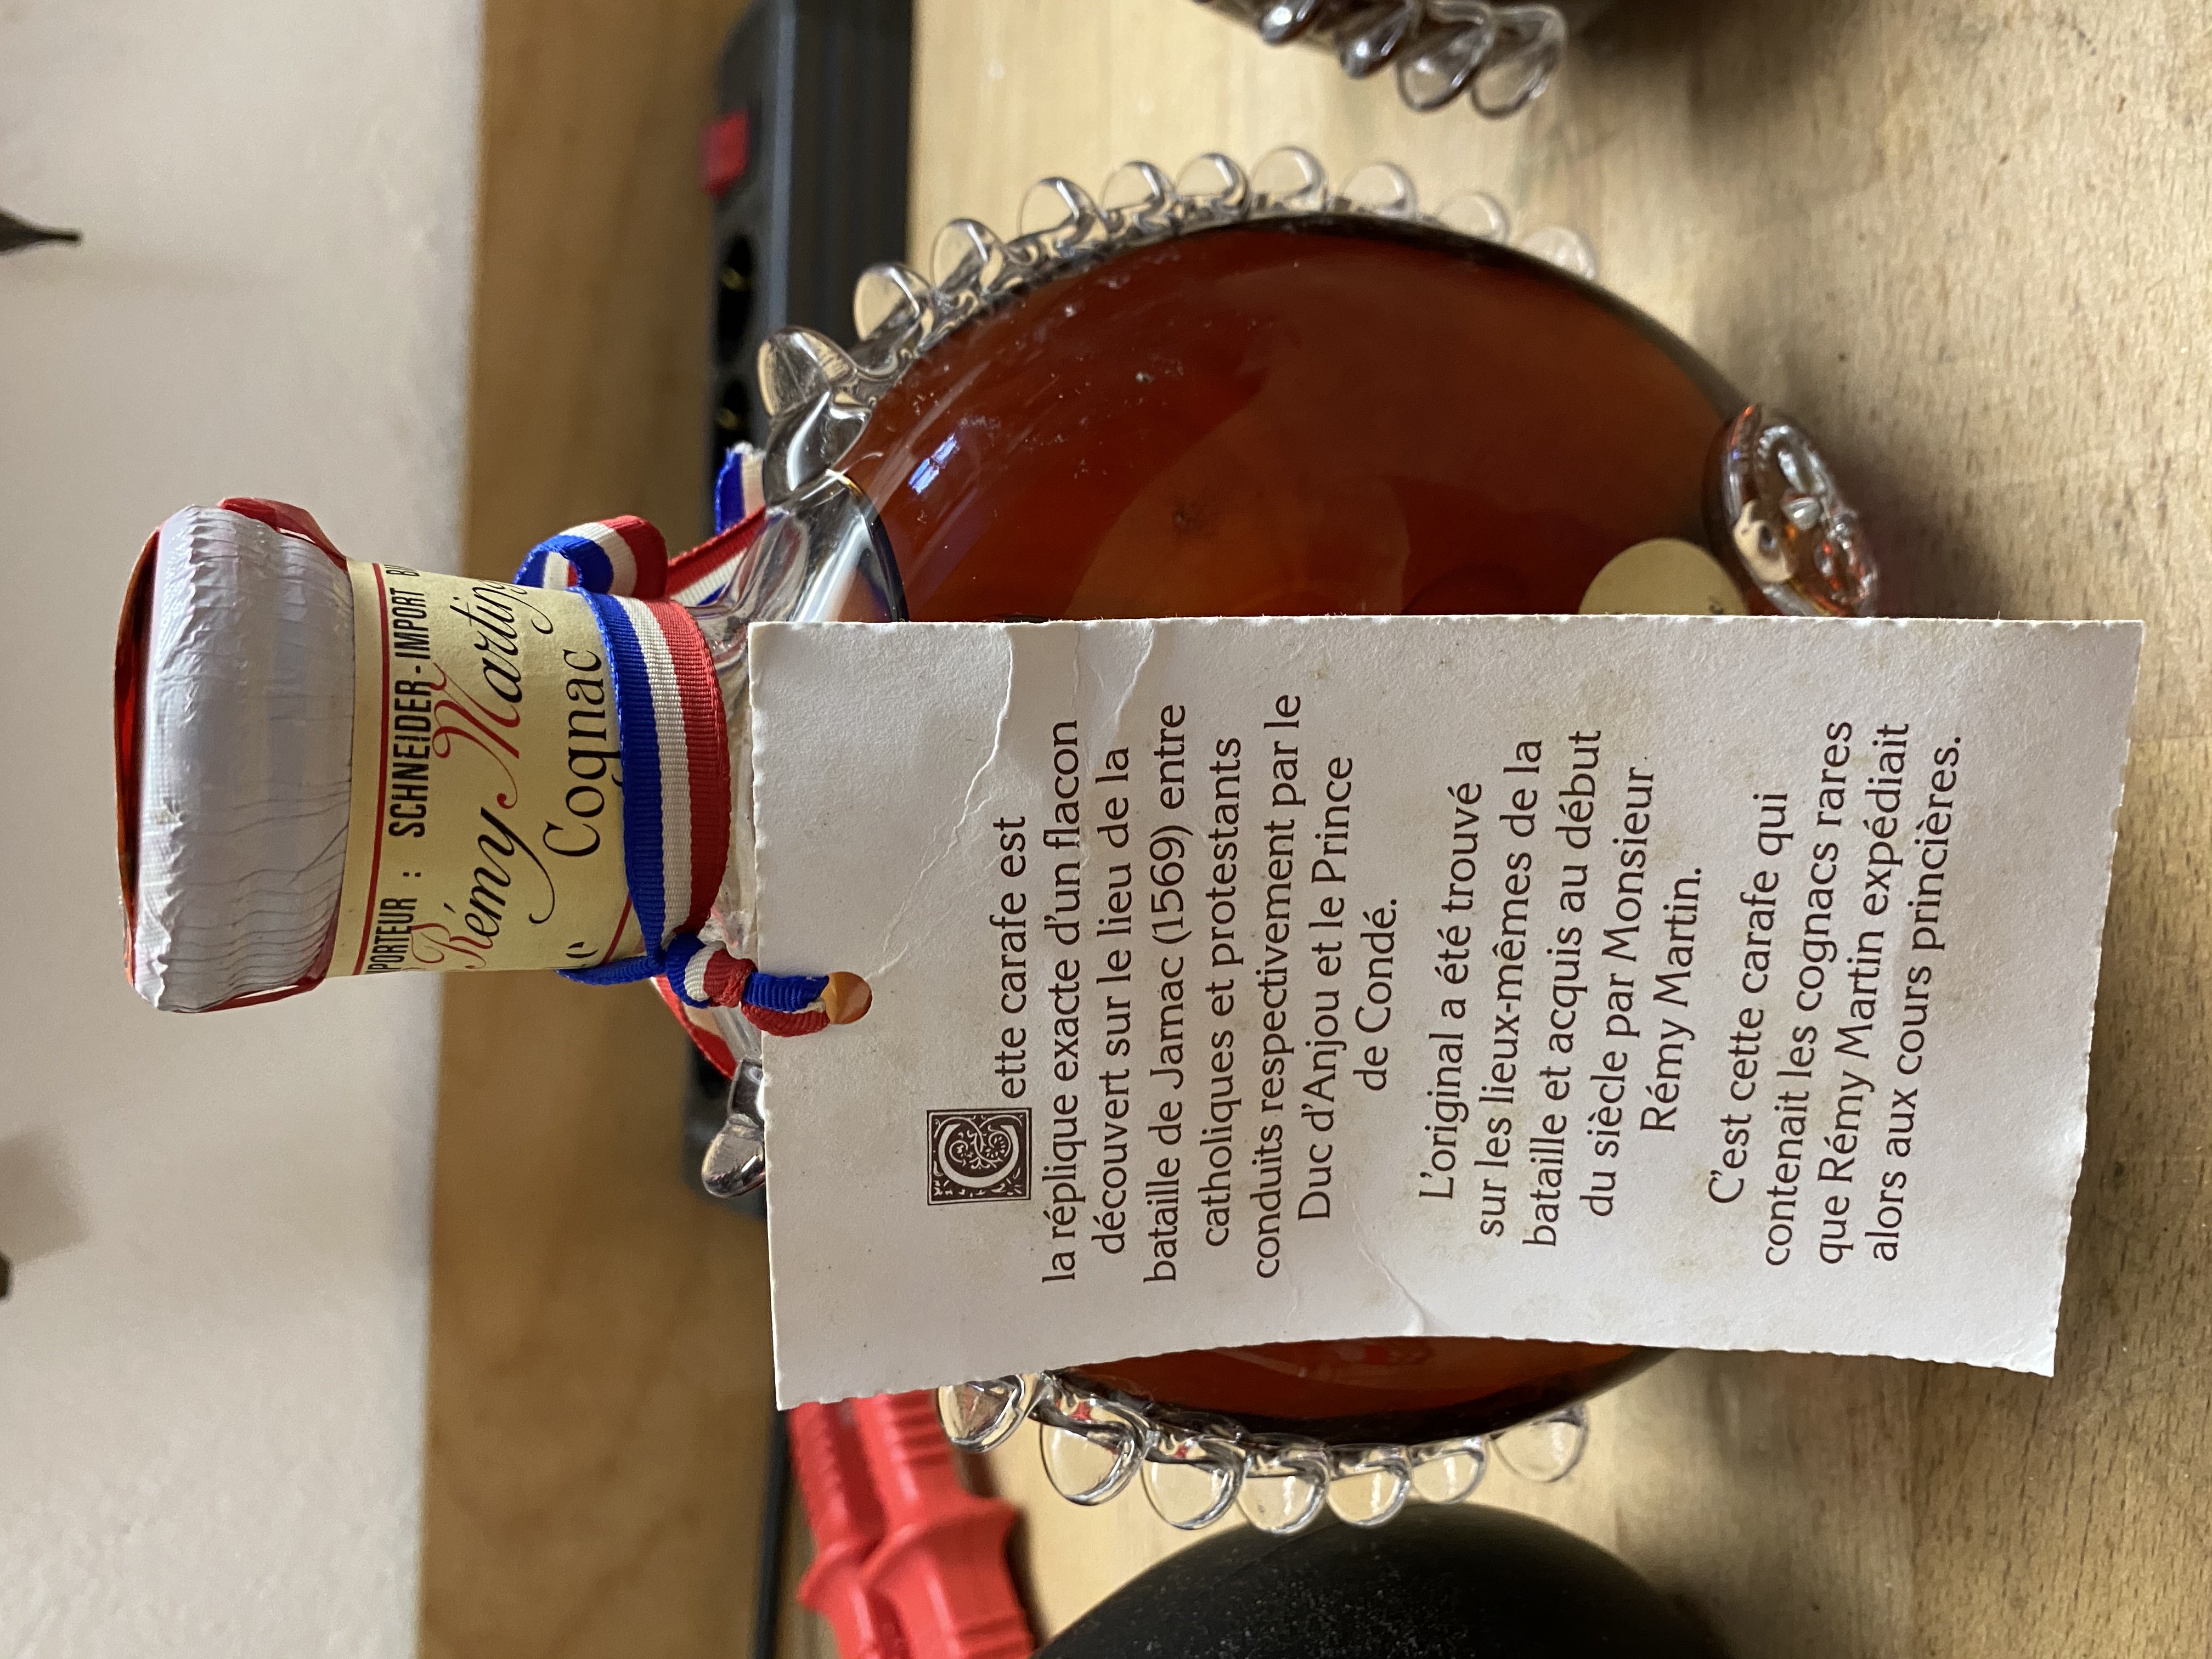 PORTEUR : SCHNEIDER-IMPORT
Rémy Martin
Cognac
Cette carafe est
la réplique exacte d'un flacon
découvert sur le lieu de la
bataille de Jarnac (1569) entre
catholiques et protestants
conduits respectivement par le
Duc d'Anjou et le Prince
de Condé.
L'original a été trouvé
sur les lieux-mêmes de la
bataille et acquis au début
du siècle par Monsieur
Rémy Martin.
C'est cette carafe qui
contenait les cognacs rares
que Rémy Martin expédiait
alors aux cours princières.